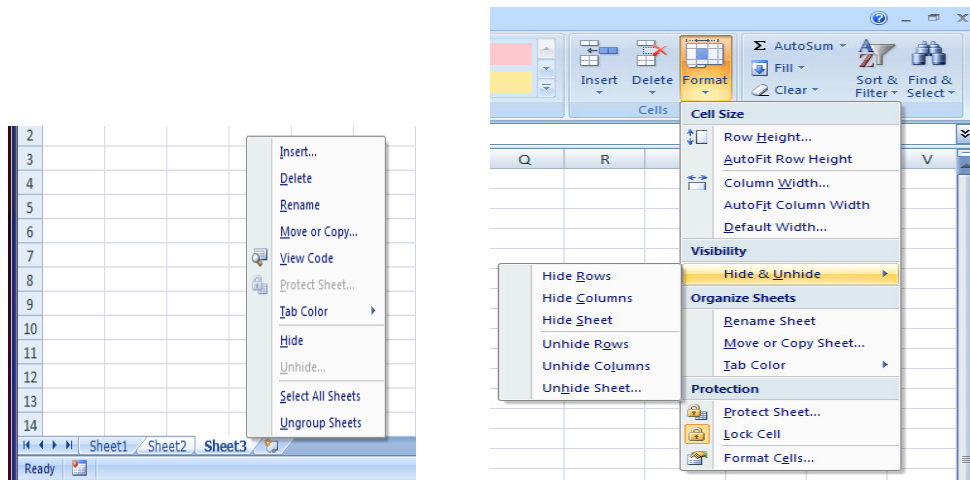 2
3
4
5
6
7
8
9
10
11
12
13
14
Insert...
Delete
Rename
Move or Copy...
View Code
Protect Sheet...
Tab Color
Hide
Unhide...
Select All Sheets
Ungroup Sheets
Sheet1 Sheet2 Sheet3
Ready
Insert Delete Format
Cells
Σ AutoSum
Fill
Clear
Sort & Filter
Find & Select
Q R V
Cell Size
Row Height...
AutoFit Row Height
Column Width...
AutoFit Column Width
Default Width...
Visibility
Hide & Unhide
Hide Rows
Hide Columns
Hide Sheet
Unhide Rows
Unhide Columns
Unhide Sheet...
Organize Sheets
Rename Sheet
Move or Copy Sheet...
Tab Color
Protection
Protect Sheet...
Lock Cell
Format Cells...